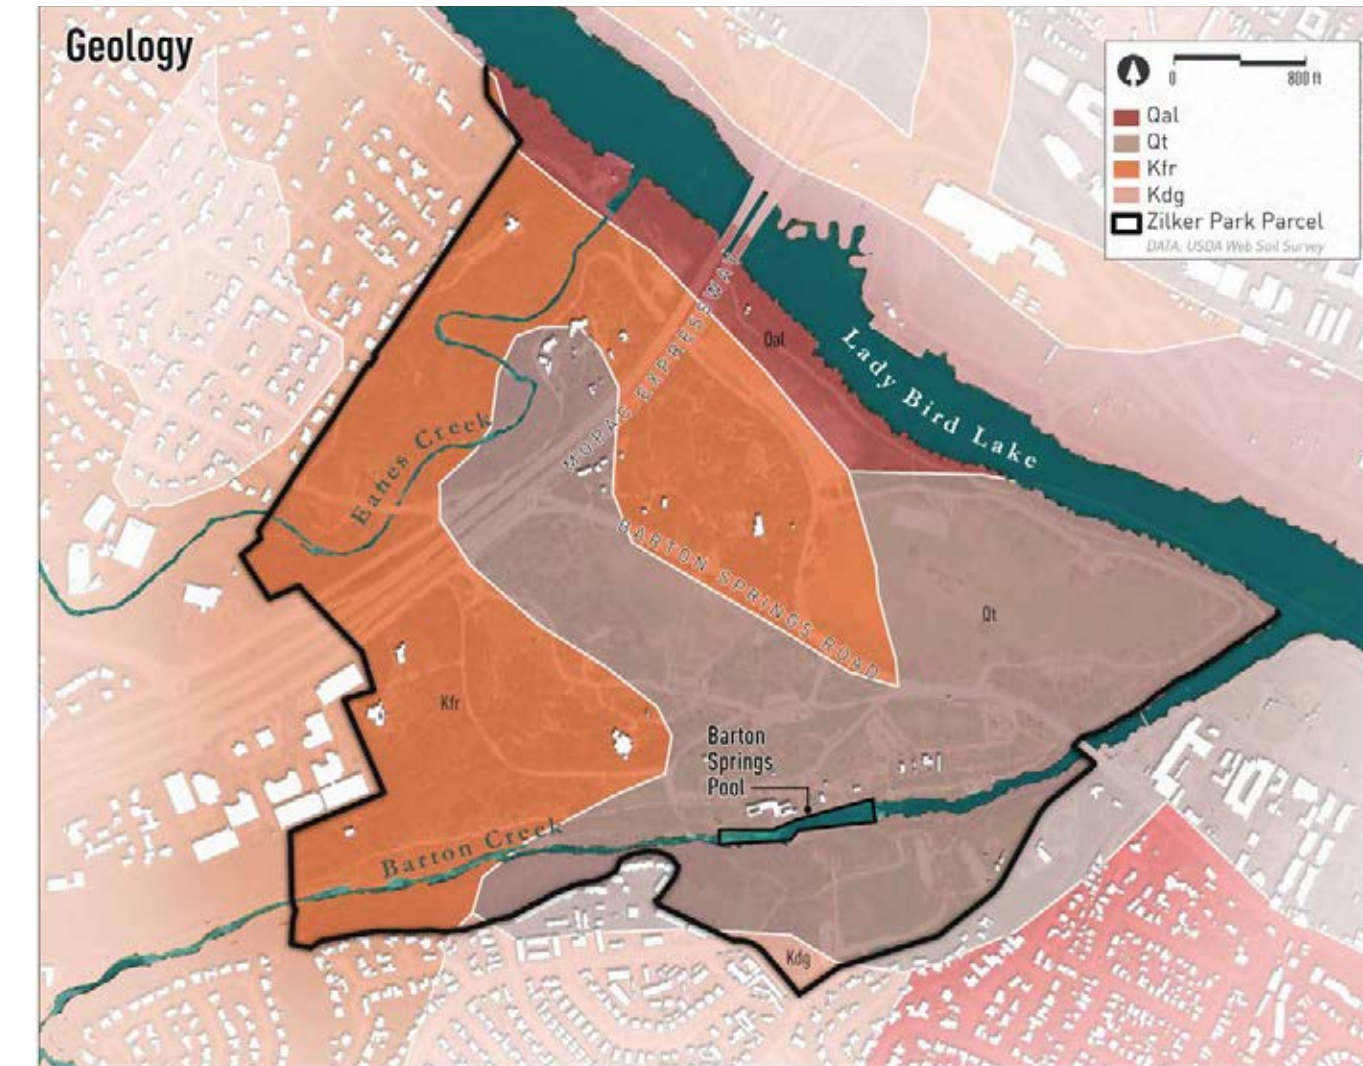 Geology
0 800 ft
Qal
Qt
Kfr
Kdg
Zilker Park Parcel
DATA: USDA Web Soil Survey
MOPAC EXPRESSWAY
Qal
Lady Bird Lake
Eanes Creek
BARTON SPRINGS ROAD
Qt
Kfr
Barton
Springs
Pool
Barton Creek
Kdg